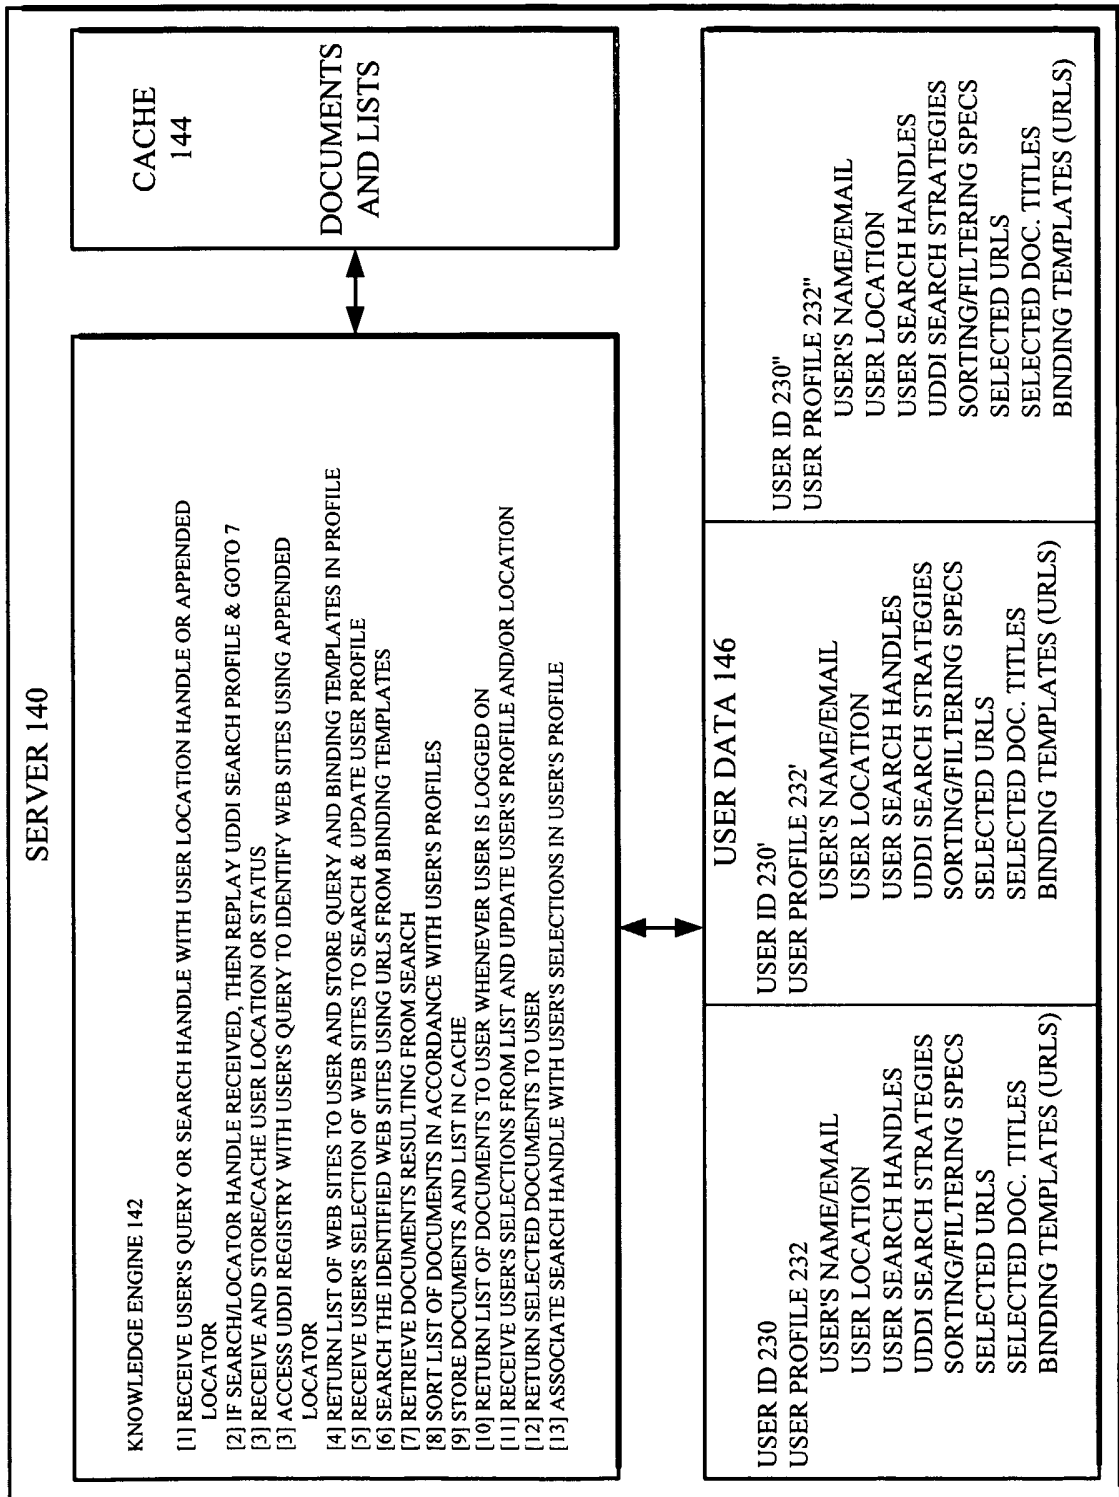 SERVER 140
KNOWLEDGE ENGINE 142
[1] RECEIVE USER'S QUERY OR SEARCH HANDLE WITH USER LOCATION HANDLE OR APPENDED
LOCATOR
[2] IF SEARCH/LOCATOR HANDLE RECEIVED, THEN REPLAY UDDI SEARCH PROFILE & GOTO 7
[3] RECEIVE AND STORE/CACHE USER LOCATION OR STATUS
[3] ACCESS UDDI REGISTRY WITH USER'S QUERY TO IDENTIFY WEB SITES USING APPENDED
LOCATOR
[4] RETURN LIST OF WEB SITES TO USER AND STORE QUERY AND BINDING TEMPLATES IN PROFILE
[5] RECEIVE USER'S SELECTION OF WEB SITES TO SEARCH & UPDATE USER PROFILE
[6] SEARCH THE IDENTIFIED WEB SITES USING URLS FROM BINDING TEMPLATES
[7] RETRIEVE DOCUMENTS RESULTING FROM SEARCH
[8] SORT LIST OF DOCUMENTS IN ACCORDANCE WITH USER'S PROFILES
[9] STORE DOCUMENTS AND LIST IN CACHE
[10] RETURN LIST OF DOCUMENTS TO USER WHENEVER USER IS LOGGED ON
[11] RECEIVE USER'S SELECTIONS FROM LIST AND UPDATE USER'S PROFILE AND/OR LOCATION
[12] RETURN SELECTED DOCUMENTS TO USER
[13] ASSOCIATE SEARCH HANDLE WITH USER'S SELECTIONS IN USER'S PROFILE
CACHE
144
DOCUMENTS
AND LISTS
USER DATA 146
USER ID 230
USER PROFILE 232
USER'S NAME/EMAIL
USER LOCATION
USER SEARCH HANDLES
UDDI SEARCH STRATEGIES
SORTING/FILTERING SPECS
SELECTED URLS
SELECTED DOC. TITLES
BINDING TEMPLATES (URLS)
USER ID 230'
USER PROFILE 232'
USER'S NAME/EMAIL
USER LOCATION
USER SEARCH HANDLES
UDDI SEARCH STRATEGIES
SORTING/FILTERING SPECS
SELECTED URLS
SELECTED DOC. TITLES
BINDING TEMPLATES (URLS)
USER ID 230"
USER PROFILE 232"
USER'S NAME/EMAIL
USER LOCATION
USER SEARCH HANDLES
UDDI SEARCH STRATEGIES
SORTING/FILTERING SPECS
SELECTED URLS
SELECTED DOC. TITLES
BINDING TEMPLATES (URLS)